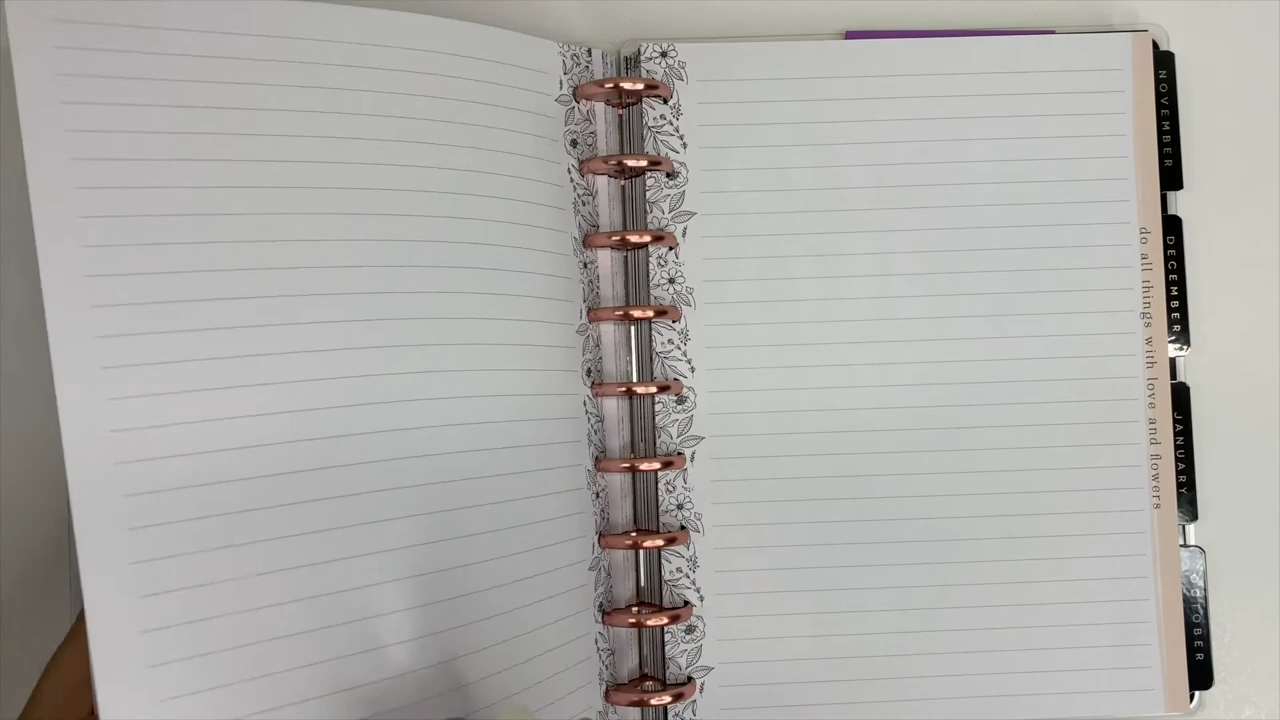 NOVEMBER
DECEMBER
JANUARY
OCTOBER
do all things with love and flowers